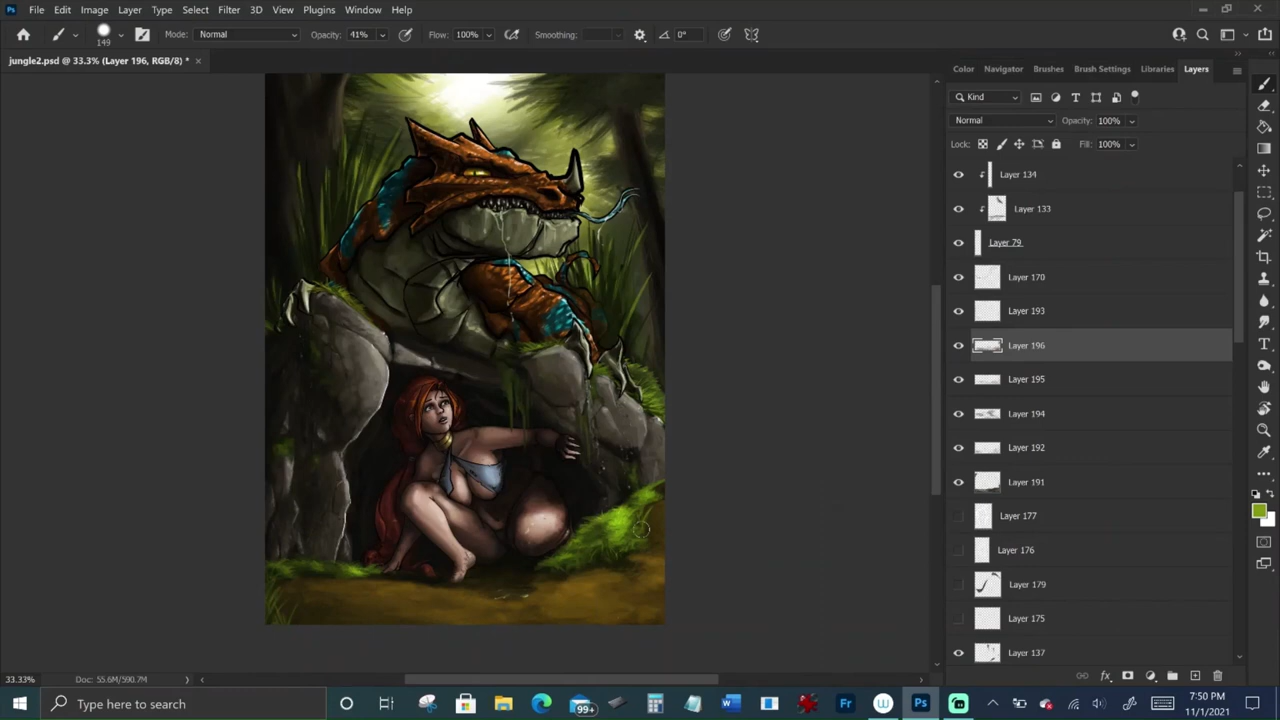 Ps File Edit Image Layer Type Select Filter 3D View Plugins Window Help
149 Mode: Normal Opacity: 41% Flow: 100% Smoothing: 0°
jungle2.psd @ 33.3% (Layer 196, RGB/8) *
Color Navigator Brushes Brush Settings Libraries Layers
Kind
Normal Opacity: 100%
Lock: Fill: 100%
Layer 134
Layer 133
Layer 79
Layer 170
Layer 193
Layer 196
Layer 195
Layer 194
Layer 192
Layer 191
Layer 177
Layer 176
Layer 179
Layer 175
Layer 137
33.33% Doc: 55.6M/590.7M
Type here to search 99+ W Fr W Ps 7:50 PM
11/1/2021